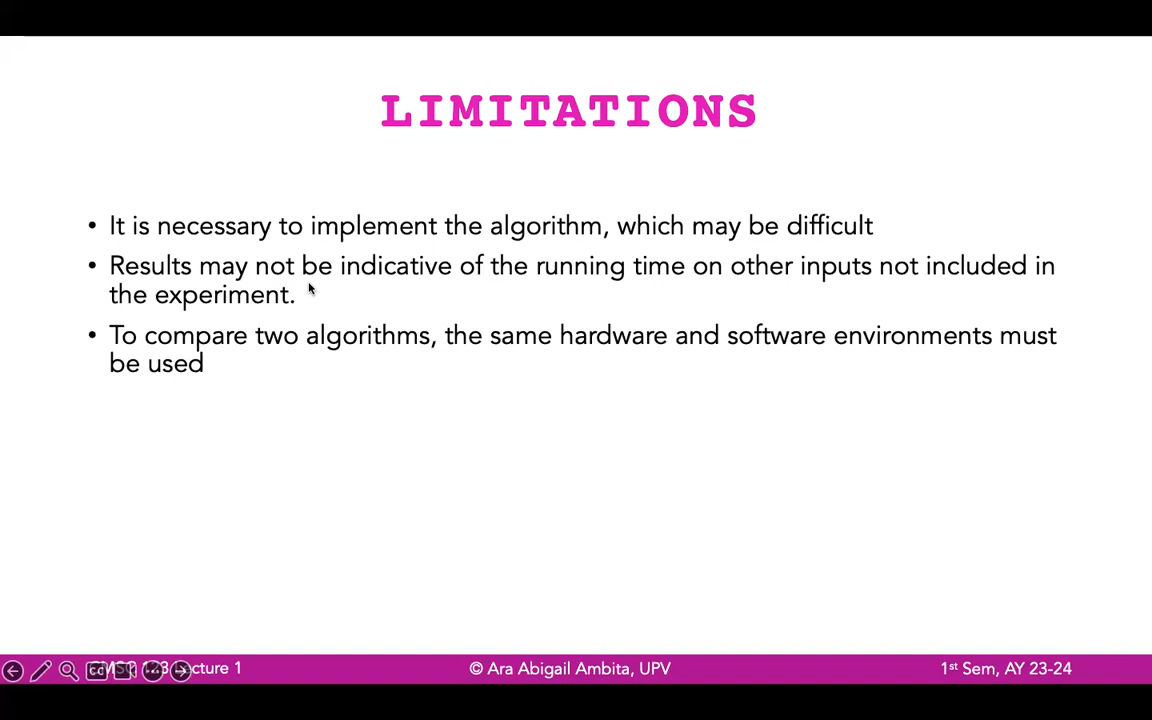 LIMITATIONS
• It is necessary to implement the algorithm, which may be difficult
• Results may not be indicative of the running time on other inputs not included in
the experiment.
• To compare two algorithms, the same hardware and software environments must
be used
CMSC 123 Lecture 1
© Ara Abigail Ambita, UPV
1st Sem, AY 23-24